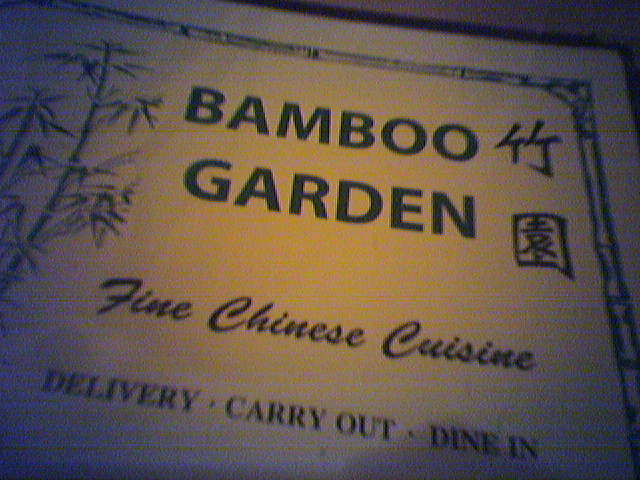 BAMBOO 竹
GARDEN 園
Fine Chinese Cuisine
DELIVERY · CARRY OUT · DINE IN